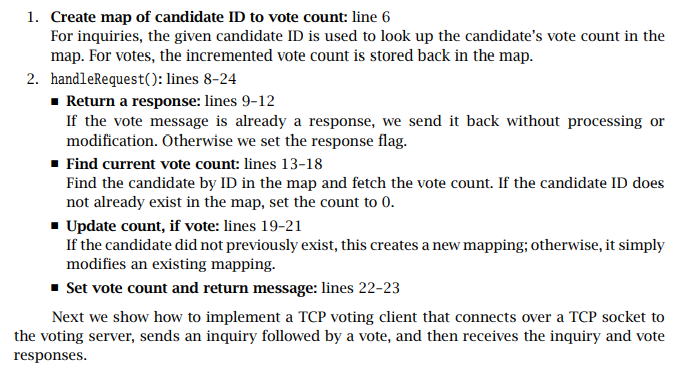 1. Create map of candidate ID to vote count: line 6
For inquiries, the given candidate ID is used to look up the candidate's vote count in the
map. For votes, the incremented vote count is stored back in the map.
2. handleRequest(): lines 8–24
■ Return a response: lines 9–12
If the vote message is already a response, we send it back without processing or
modification. Otherwise we set the response flag.
■ Find current vote count: lines 13–18
Find the candidate by ID in the map and fetch the vote count. If the candidate ID does
not already exist in the map, set the count to 0.
■ Update count, if vote: lines 19–21
If the candidate did not previously exist, this creates a new mapping; otherwise, it simply
modifies an existing mapping.
■ Set vote count and return message: lines 22–23
Next we show how to implement a TCP voting client that connects over a TCP socket to
the voting server, sends an inquiry followed by a vote, and then receives the inquiry and vote
responses.